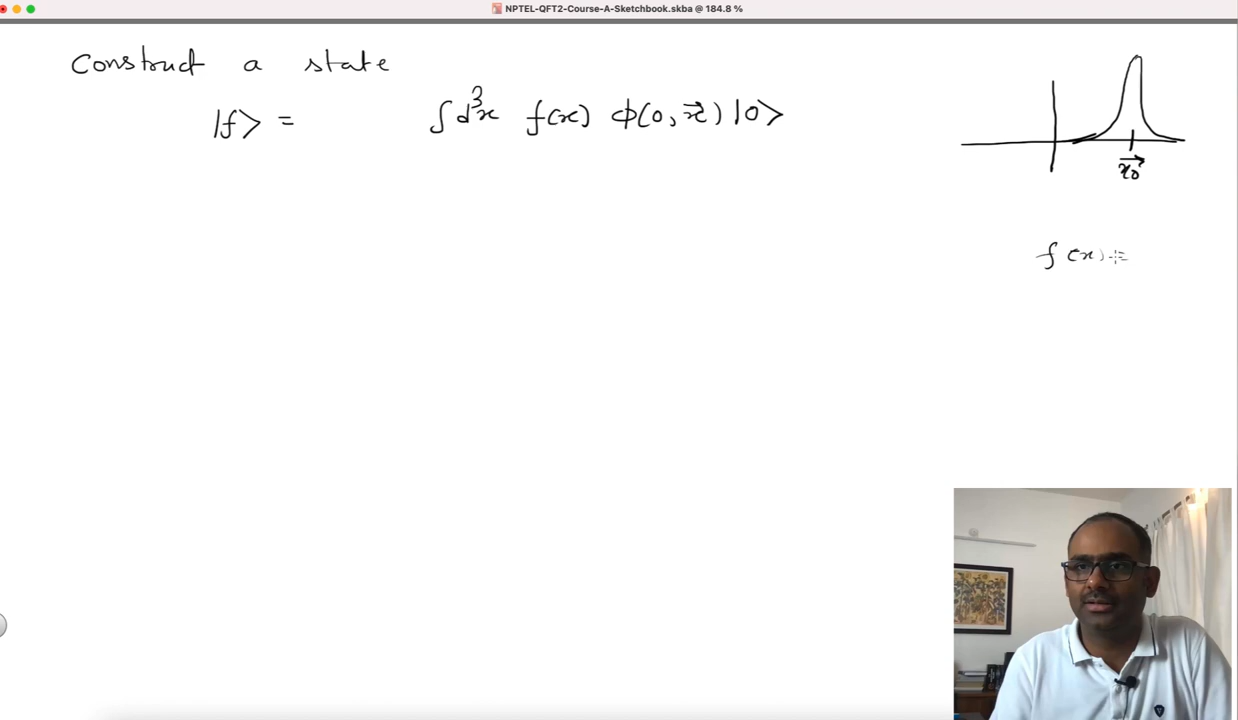 NPTEL-QFT2-Course-A-Sketchbook.skba @ 184.8 %
Construct a state
|f> = ∫d³x f(x) ϕ(0, x⃗) |0>
x⃗₀
f(x) =